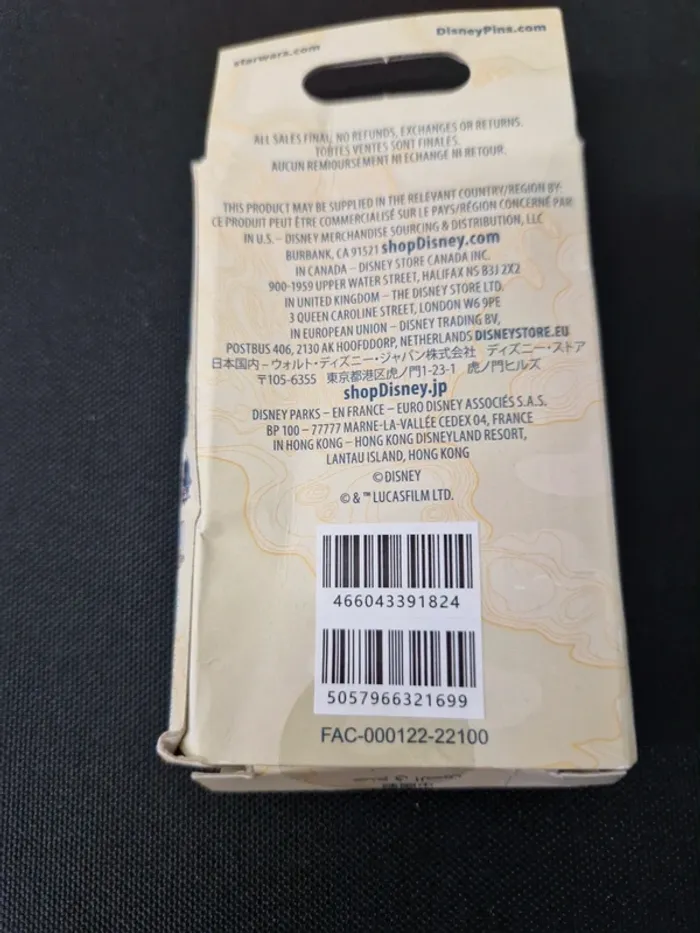 starwars.com
DisneyPins.com
ALL SALES FINAL, NO REFUNDS, EXCHANGES OR RETURNS.
TOUTES VENTES SONT FINALES.
AUCUN REMBOURSEMENT NI ECHANGE NI RETOUR.
THIS PRODUCT MAY BE SUPPLIED IN THE RELEVANT COUNTRY/REGION BY:
CE PRODUIT PEUT ÊTRE COMMERCIALISÉ SUR LE PAYS/RÉGION CONCERNÉ PAR
IN U.S. – DISNEY MERCHANDISE SOURCING & DISTRIBUTION, LLC
BURBANK, CA 91521 shopDisney.com
IN CANADA – DISNEY STORE CANADA INC.
900-1959 UPPER WATER STREET, HALIFAX NS B3J 2X2
IN UNITED KINGDOM – THE DISNEY STORE LTD.
3 QUEEN CAROLINE STREET, LONDON W6 9PE
IN EUROPEAN UNION – DISNEY TRADING BV,
POSTBUS 406, 2130 AK HOOFDDORP, NETHERLANDS DISNEYSTORE.EU
日本国内 – ウォルト・ディズニー・ジャパン株式会社 ディズニー・ストア
〒105-6355 東京都港区虎ノ門1-23-1 虎ノ門ヒルズ
shopDisney.jp
DISNEY PARKS – EN FRANCE – EURO DISNEY ASSOCIÉS S.A.S.
BP 100 – 77777 MARNE-LA-VALLÉE CEDEX 04, FRANCE
IN HONG KONG – HONG KONG DISNEYLAND RESORT,
LANTAU ISLAND, HONG KONG
© DISNEY
© & ™ LUCASFILM LTD.
466043391824
5057966321699
FAC-000122-22100